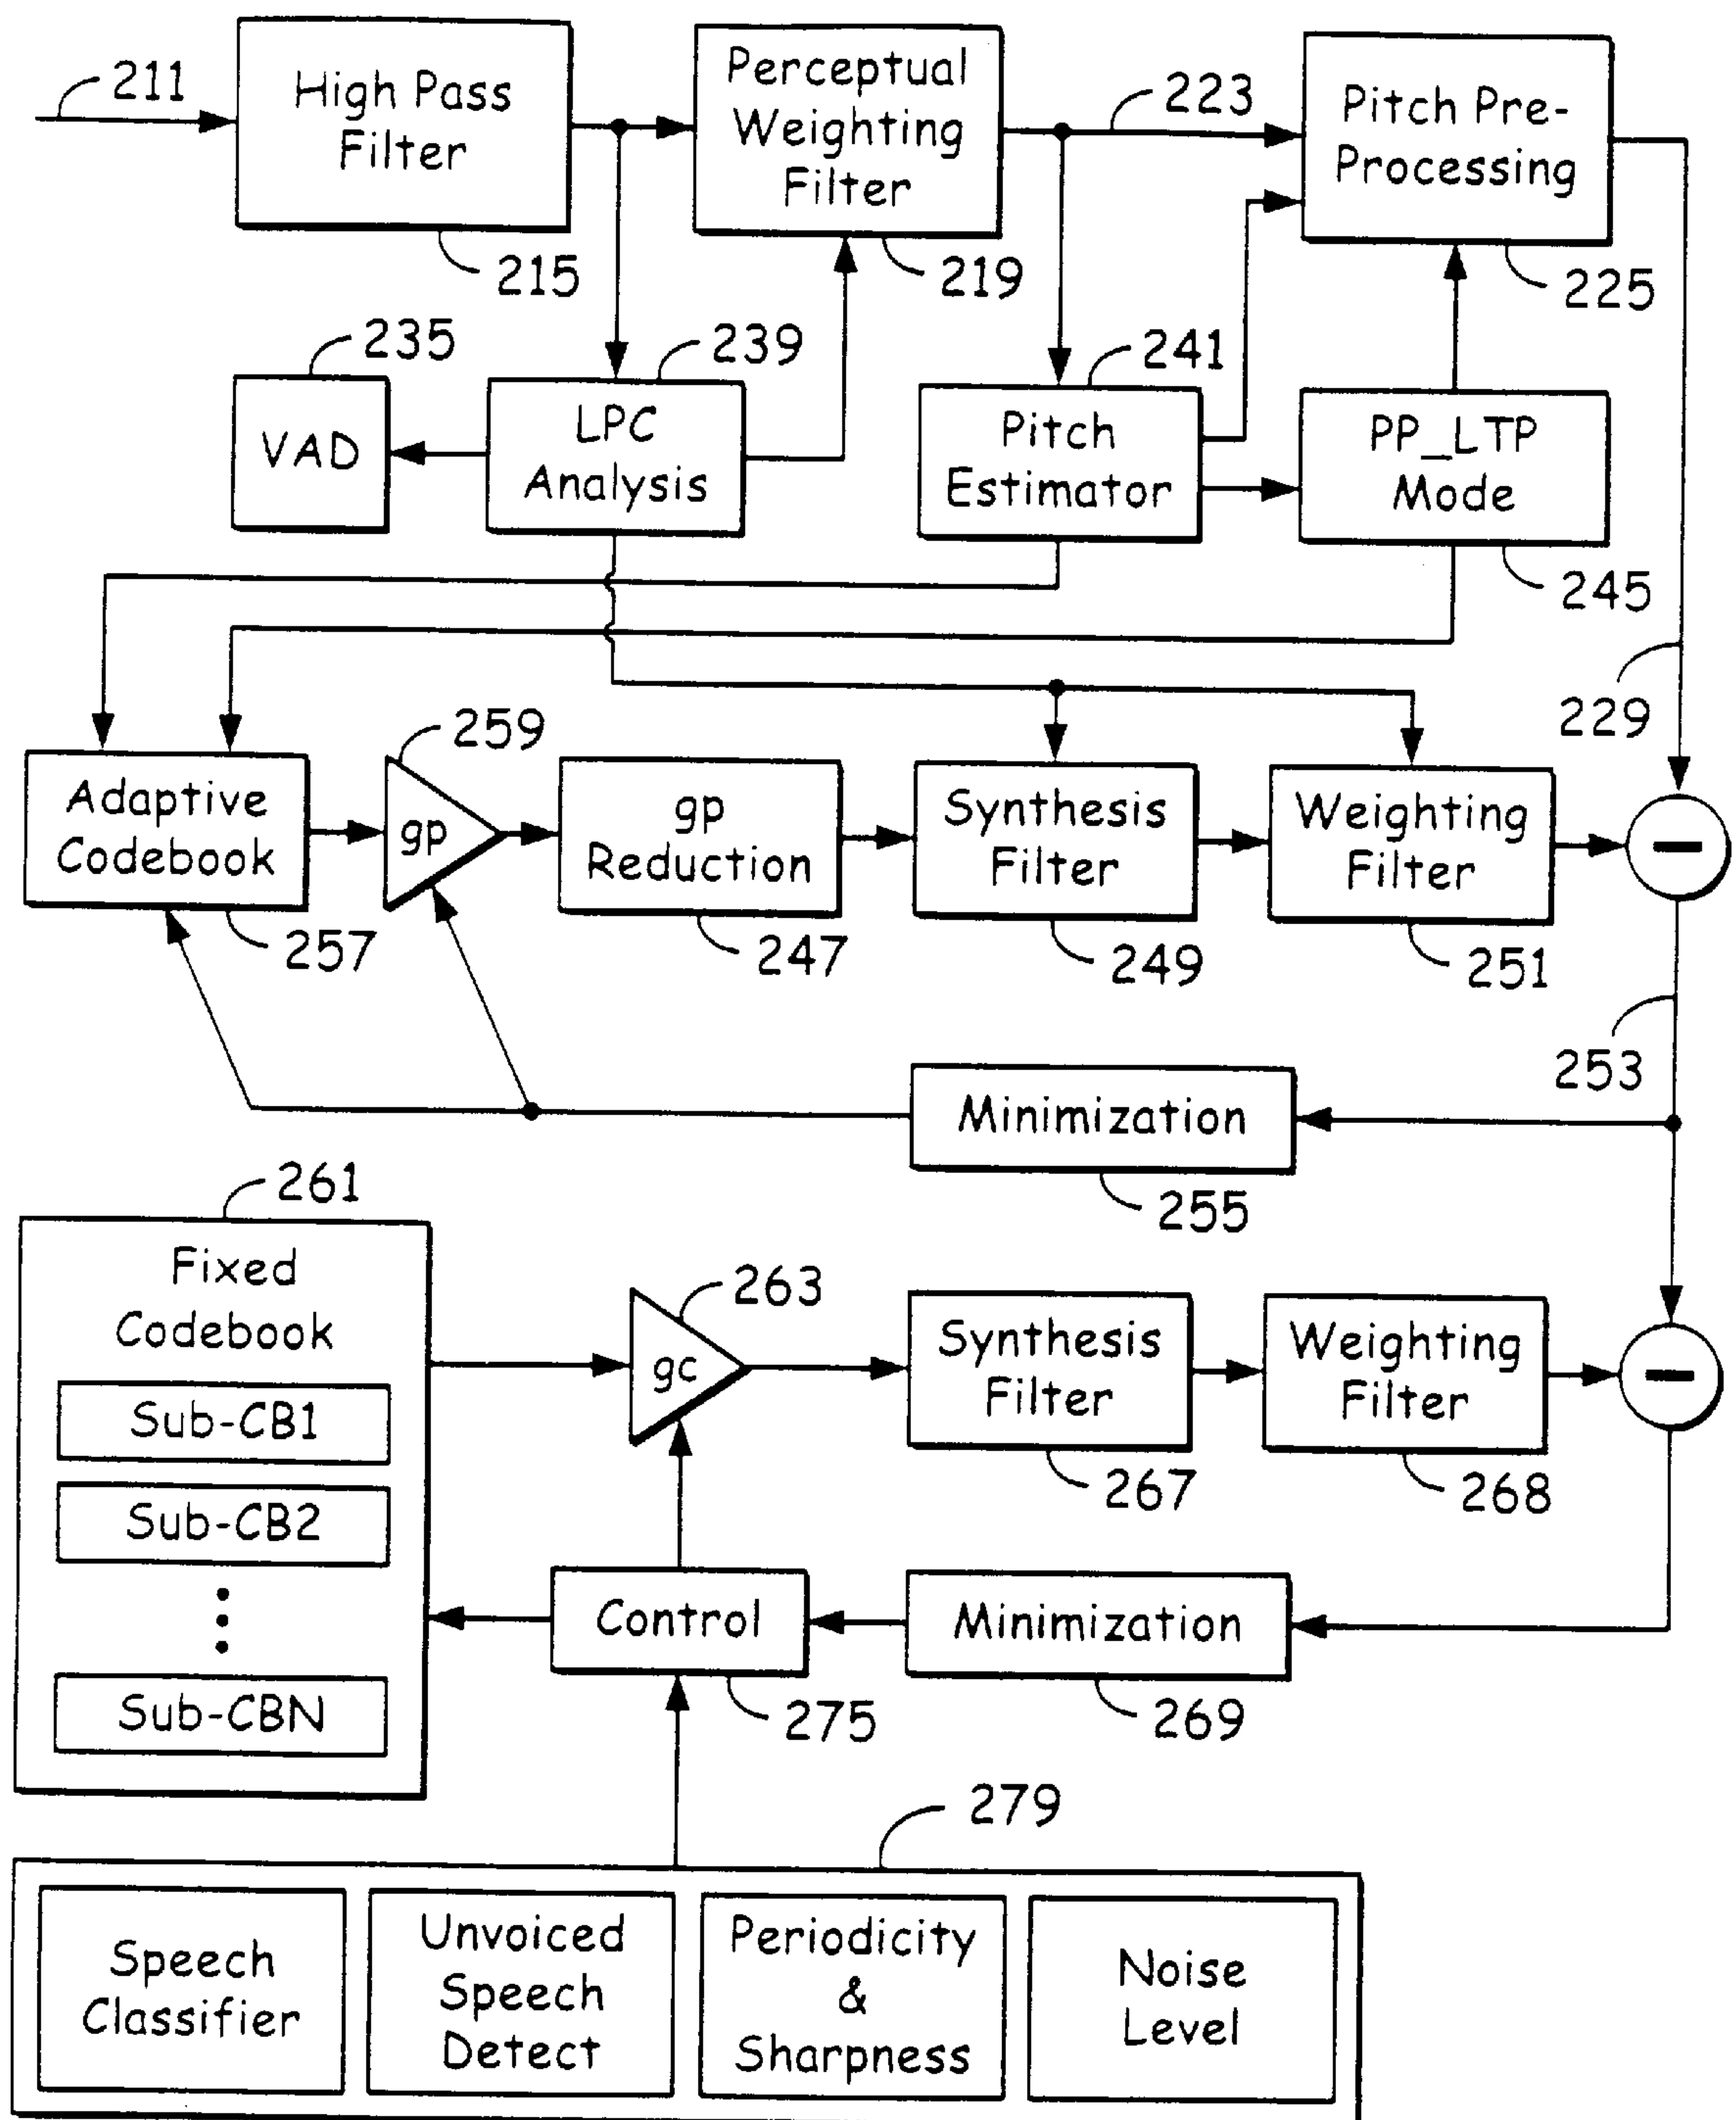 211
High Pass
Filter
215
Perceptual
Weighting
Filter
219
223
Pitch Pre-
Processing
225
235
VAD
239
LPC
Analysis
241
Pitch
Estimator
PP_LTP
Mode
245
229
Adaptive
Codebook
257
259
gp
gp
Reduction
247
Synthesis
Filter
249
Weighting
Filter
251
253
Minimization
255
261
Fixed
Codebook
Sub-CB1
Sub-CB2
Sub-CBN
263
gc
Synthesis
Filter
267
Weighting
Filter
268
Control
275
Minimization
269
279
Speech
Classifier
Unvoiced
Speech
Detect
Periodicity
&
Sharpness
Noise
Level